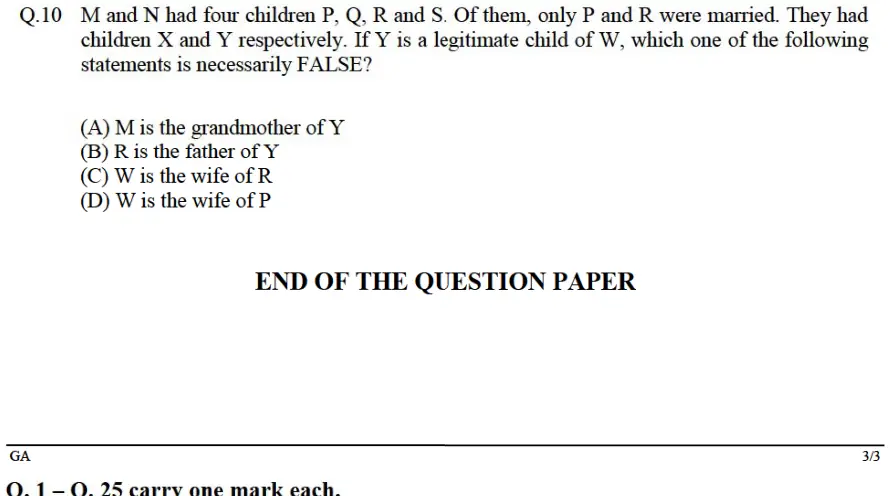 Q.10 M and N had four children P, Q, R and S. Of them, only P and R were married. They had
children X and Y respectively. If Y is a legitimate child of W, which one of the following
statements is necessarily FALSE?
(A) M is the grandmother of Y
(B) R is the father of Y
(C) W is the wife of R
(D) W is the wife of P
END OF THE QUESTION PAPER
GA 3/3
Q. 1 – Q. 25 carry one mark each.